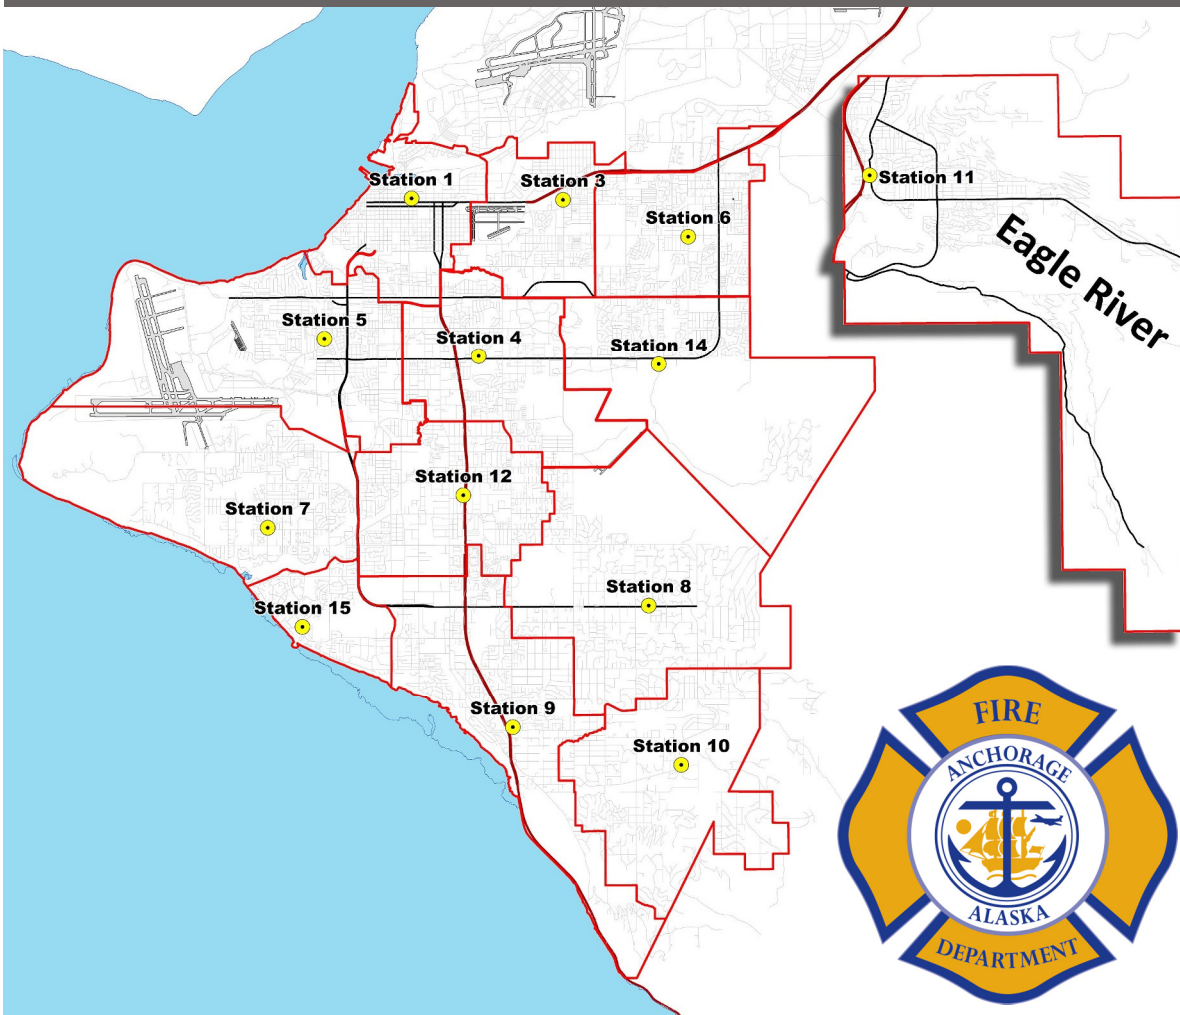 Station 1
Station 3
Station 11
Station 6
Eagle River
Station 5
Station 4
Station 14
Station 12
Station 7
Station 8
Station 15
Station 9
Station 10
FIRE
ANCHORAGE
ALASKA
DEPARTMENT